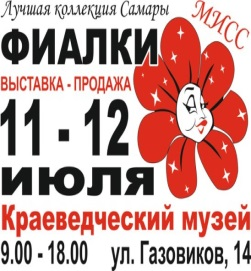 Лучшая коллекция Самары
МИСС
ФИАЛКИ
ВЫСТАВКА - ПРОДАЖА
11 - 12
ИЮЛЯ
Краеведческий музей
9.00 - 18.00 ул. Газовиков, 14